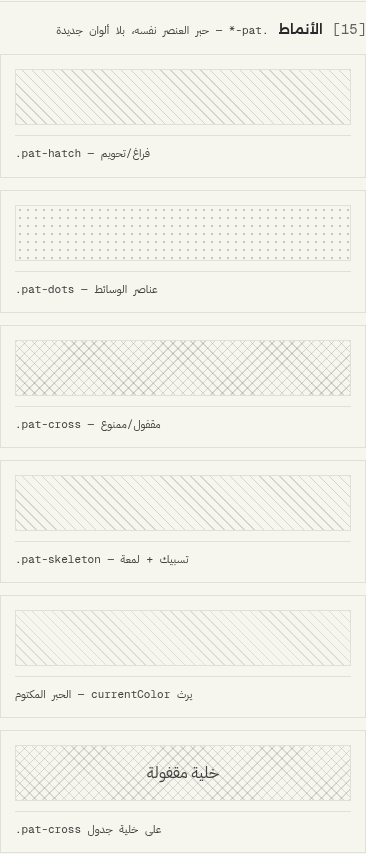 [15] الأنماط .pat-* — حبر العنصر نفسه، بلا ألوان جديدة
.pat-hatch — فراغ/تحويم
.pat-dots — عناصر الوسائط
.pat-cross — مقفول/ممنوع
.pat-skeleton — تسبيك + لمعة
يرث currentColor — الحبر المكتوم
خلية مقفولة
.pat-cross على خلية جدول